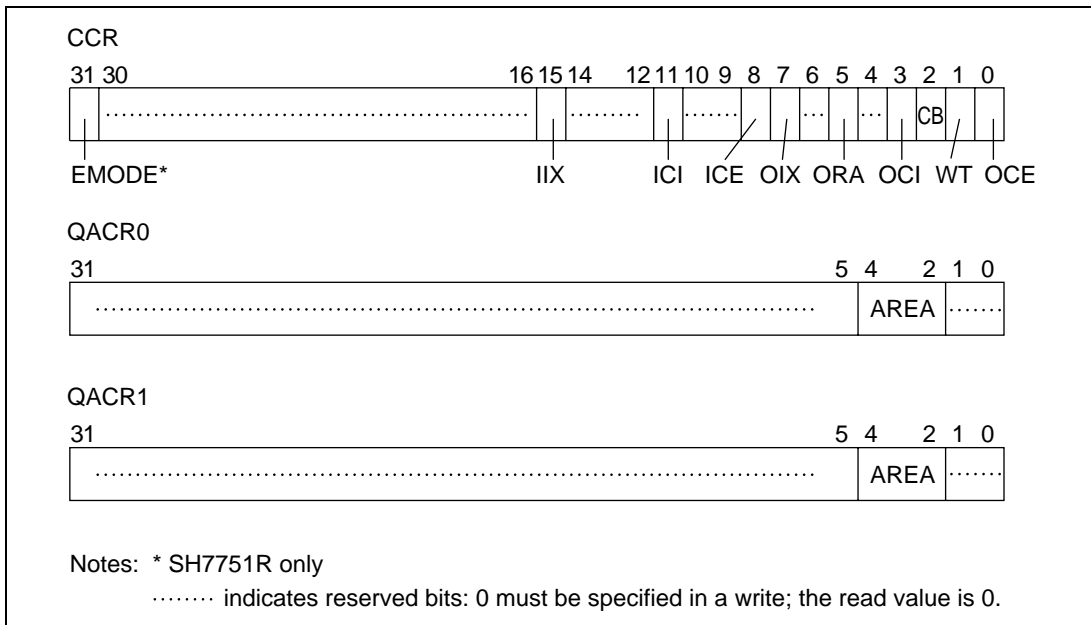 CCR
31 30 16 15 14 12 11 10 9 8 7 6 5 4 3 2 1 0
CB
EMODE* IIX ICI ICE OIX ORA OCI WT OCE
QACR0
31 5 4 2 1 0
AREA
QACR1
31 5 4 2 1 0
AREA
Notes: * SH7751R only
········ indicates reserved bits: 0 must be specified in a write; the read value is 0.